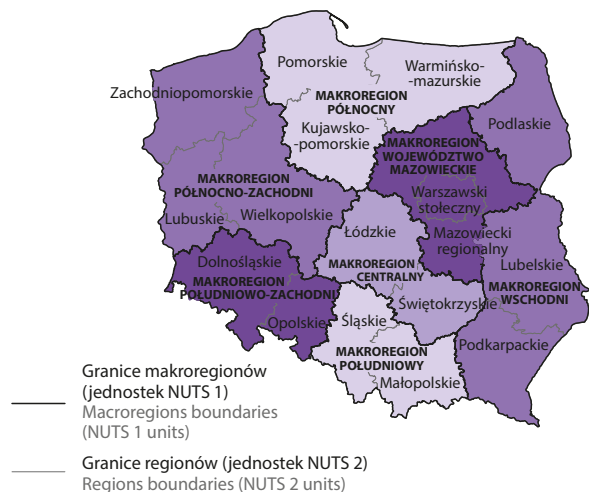 Pomorskie
Warmińsko-
-mazurskie
Zachodniopomorskie
MAKROREGION
PÓŁNOCNY
Kujawsko-
-pomorskie
Podlaskie
MAKROREGION
WOJEWÓDZTWO
MAZOWIECKIE
MAKROREGION
PÓŁNOCNO-ZACHODNI
Warszawski
stołeczny
Lubuskie
Wielkopolskie
Łódzkie
Mazowiecki
regionalny
Dolnośląskie
MAKROREGION
CENTRALNY
Lubelskie
MAKROREGION
POŁUDNIOWO-ZACHODNI
MAKROREGION
WSCHODNI
Świętokrzyskie
Opolskie
Śląskie
Podkarpackie
MAKROREGION
POŁUDNIOWY
Małopolskie
Granice makroregionów
(jednostek NUTS 1)
Macroregions boundaries
(NUTS 1 units)
Granice regionów (jednostek NUTS 2)
Regions boundaries (NUTS 2 units)